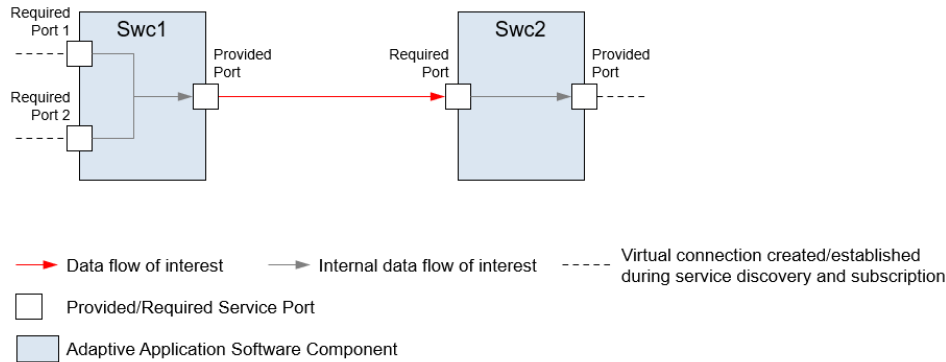 Required
Port 1
Swc1
Provided
Port
Required
Port 2
Required
Port
Swc2
Provided
Port
Data flow of interest
Internal data flow of interest
Virtual connection created/established
during service discovery and subscription
Provided/Required Service Port
Adaptive Application Software Component